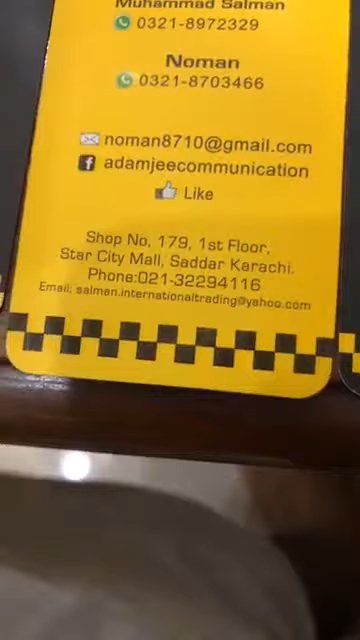 Muhammad Salman
0321-8972329
Noman
0321-8703466
noman8710@gmail.com
f adamjeecommunication
Like
Shop No, 179, 1st Floor,
Star City Mall, Saddar Karachi.
Phone:021-32294116
Email: salman.internationaltrading@yahoo.com